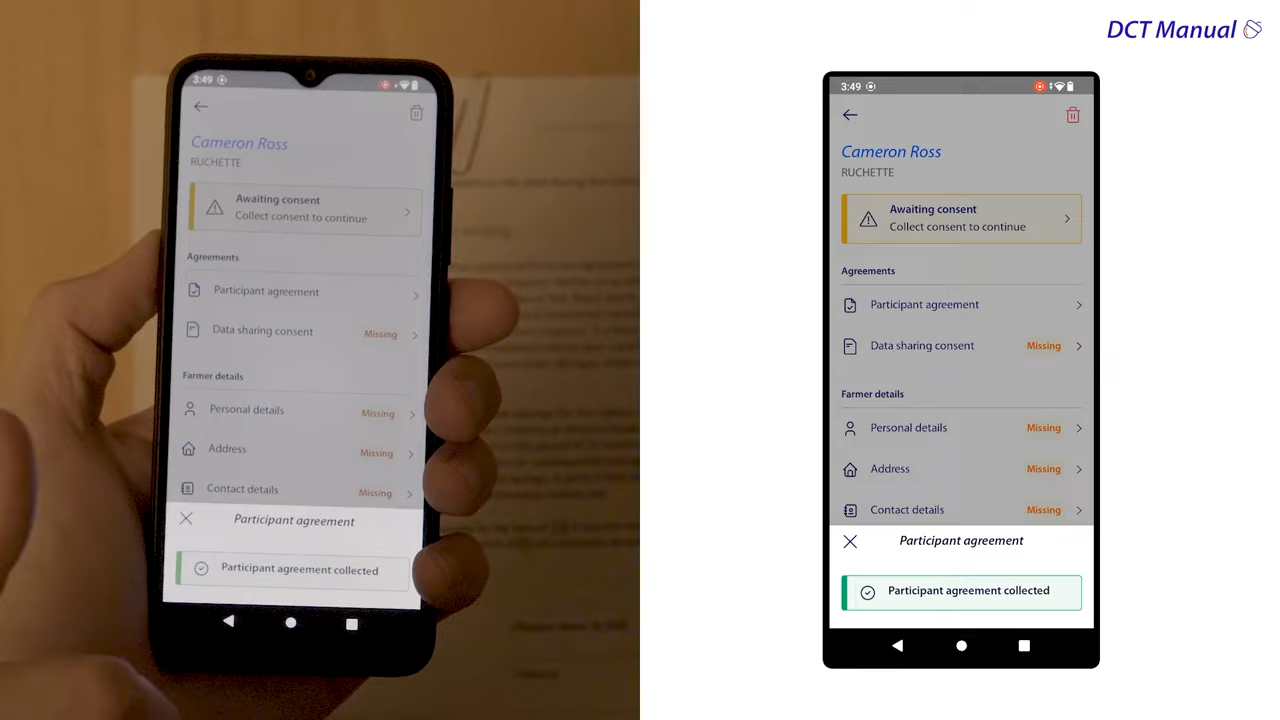 3:49
Cameron Ross
RUCHETTE
Awaiting consent
Collect consent to continue
Agreements
Participant agreement
Data sharing consent Missing
Farmer details
Personal details Missing
Address Missing
Contact details Missing
Participant agreement
Participant agreement collected
DCT Manual
3:49
Cameron Ross
RUCHETTE
Awaiting consent
Collect consent to continue
Agreements
Participant agreement
Data sharing consent Missing
Farmer details
Personal details Missing
Address Missing
Contact details Missing
Participant agreement
Participant agreement collected